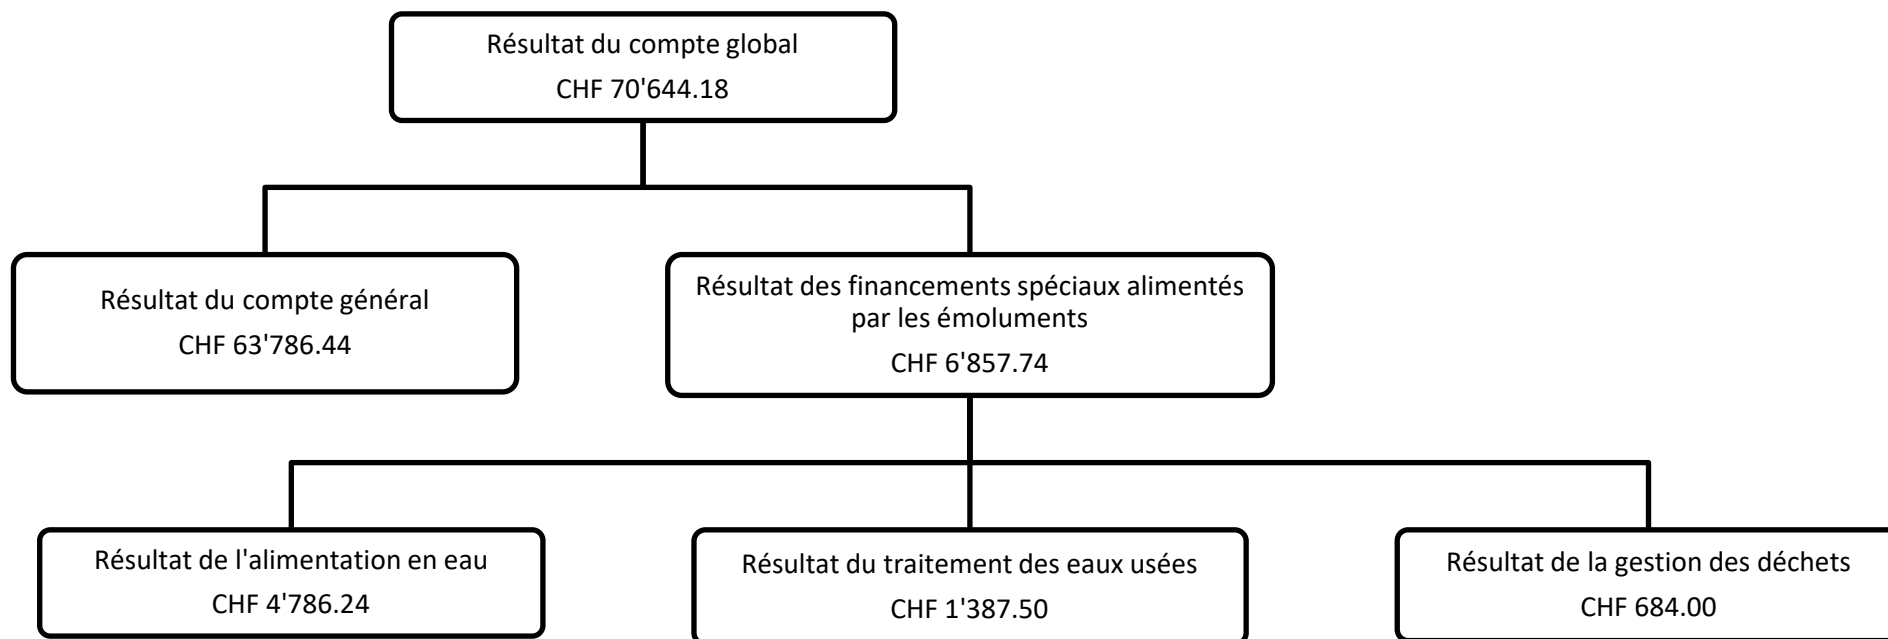 Résultat du compte global
CHF 70'644.18
Résultat du compte général
CHF 63'786.44
Résultat des financements spéciaux alimentés
par les émoluments
CHF 6'857.74
Résultat de l'alimentation en eau
CHF 4'786.24
Résultat du traitement des eaux usées
CHF 1'387.50
Résultat de la gestion des déchets
CHF 684.00